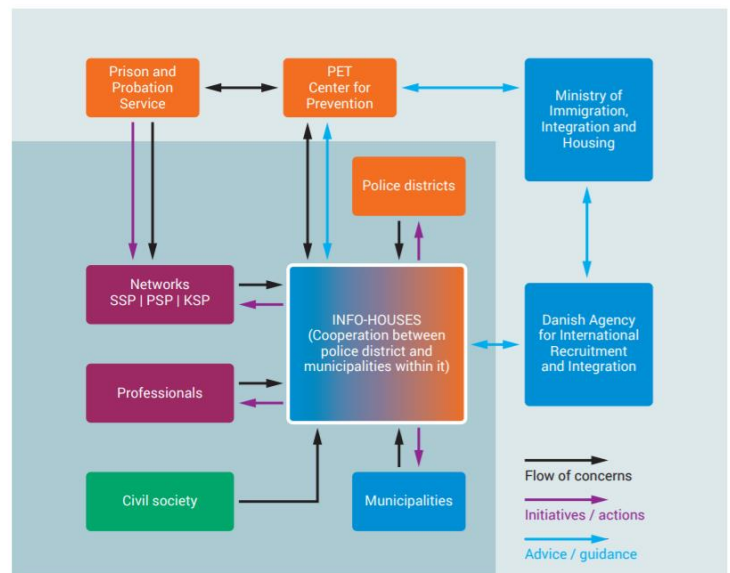 Prison and
Probation
Service
PET
Center for
Prevention
Ministry of
Immigration,
Integration and
Housing
Police districts
Networks
SSP | PSP | KSP
INFO-HOUSES
(Cooperation between
police district and
municipalities within it)
Danish Agency
for International
Recruitment
and Integration
Professionals
Civil society
Municipalities
Flow of concerns
Initiatives / actions
Advice / guidance